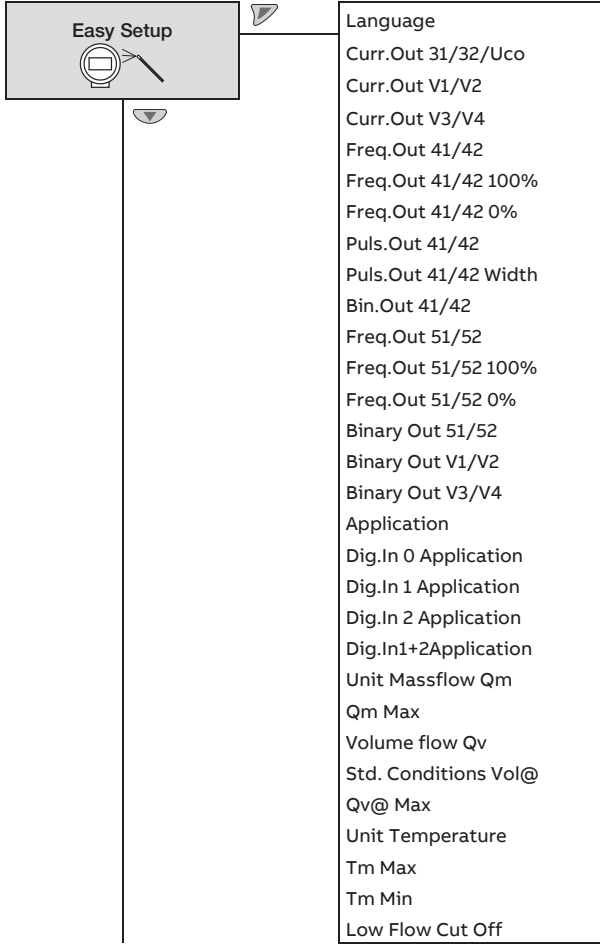 Easy Setup
Language
Curr.Out 31/32/Uco
Curr.Out V1/V2
Curr.Out V3/V4
Freq.Out 41/42
Freq.Out 41/42 100%
Freq.Out 41/42 0%
Puls.Out 41/42
Puls.Out 41/42 Width
Bin.Out 41/42
Freq.Out 51/52
Freq.Out 51/52 100%
Freq.Out 51/52 0%
Binary Out 51/52
Binary Out V1/V2
Binary Out V3/V4
Application
Dig.In 0 Application
Dig.In 1 Application
Dig.In 2 Application
Dig.In1+2Application
Unit Massflow Qm
Qm Max
Volume flow Qv
Std. Conditions Vol@
Qv@ Max
Unit Temperature
Tm Max
Tm Min
Low Flow Cut Off